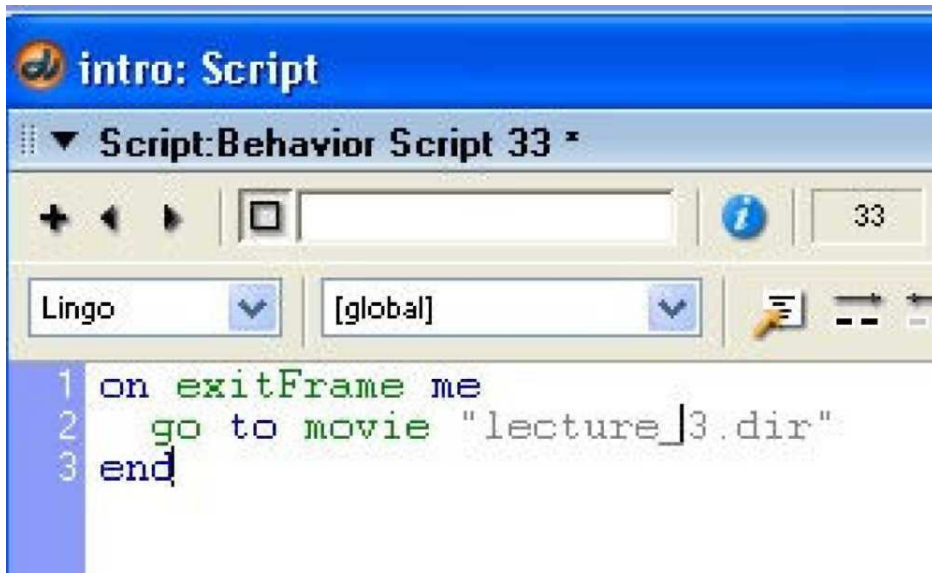 intro: Script
Script:Behavior Script 33 *
33
Lingo [global]
1 on exitFrame me
2 go to movie "lecture_3.dir"
3 end